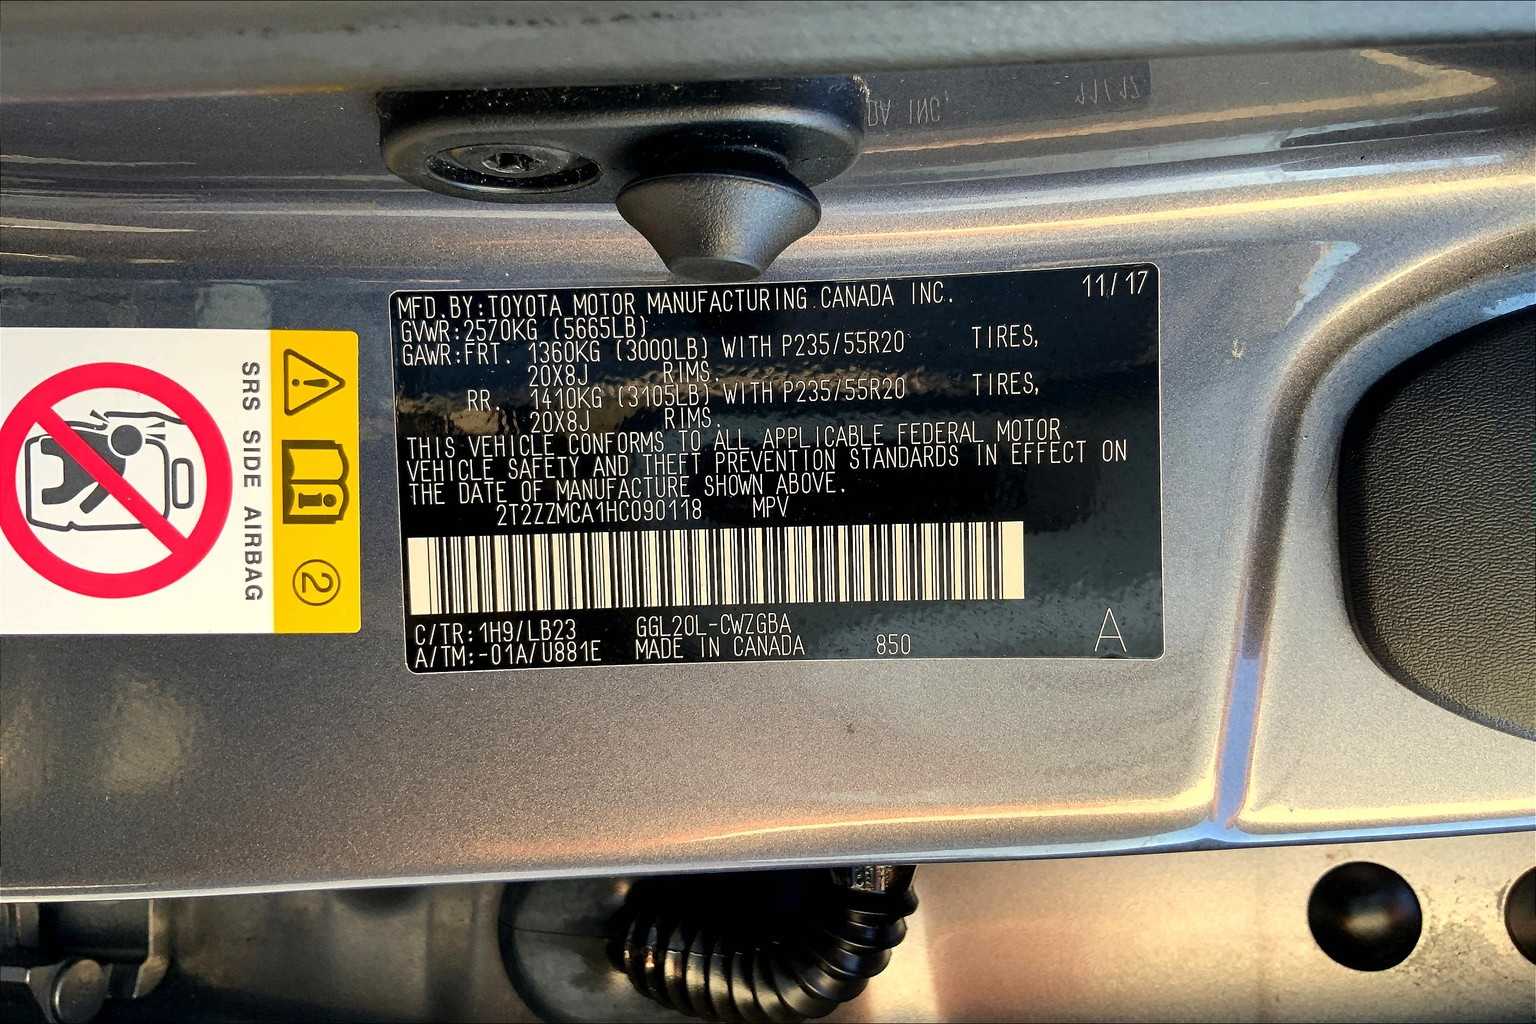 MFD.BY:TOYOTA MOTOR MANUFACTURING CANADA INC. 11/17
GVWR:2570KG (5665LB)
GAWR:FRT. 1360KG (3000LB) WITH P235/55R20 TIRES,
20X8J RIMS.
RR. 1410KG (3105LB) WITH P235/55R20 TIRES,
20X8J RIMS.
THIS VEHICLE CONFORMS TO ALL APPLICABLE FEDERAL MOTOR
VEHICLE SAFETY AND THEFT PREVENTION STANDARDS IN EFFECT ON
THE DATE OF MANUFACTURE SHOWN ABOVE.
2T2ZZMCA1HC090118 MPV
C/TR:1H9/LB23 GGL20L-CWZGBA
A/TM:-01A/U881E MADE IN CANADA 850 A
SRS SIDE AIRBAG
2